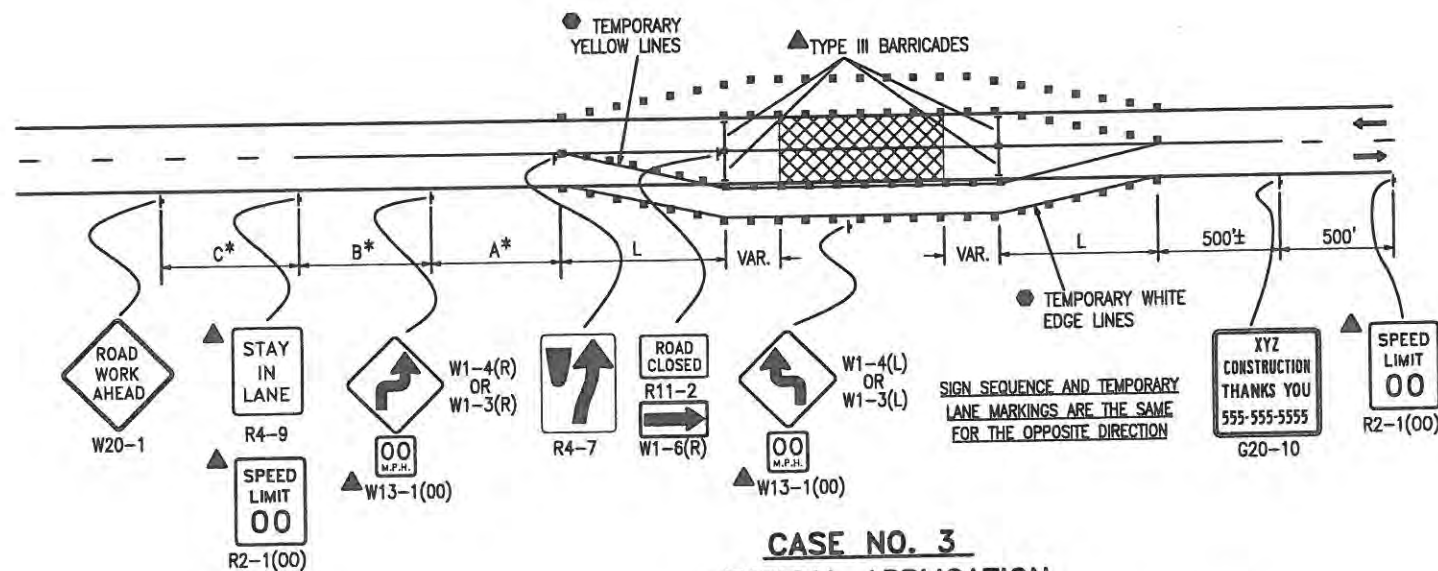 TEMPORARY
YELLOW LINES
TYPE III BARRICADES
C*
B*
A*
L
VAR.
VAR.
L
500'±
500'
TEMPORARY WHITE
EDGE LINES
ROAD
WORK
AHEAD
W20-1
STAY
IN
LANE
R4-9
SPEED
LIMIT
00
R2-1(00)
W1-4(R)
OR
W1-3(R)
00
M.P.H.
W13-1(00)
R4-7
ROAD
CLOSED
R11-2
W1-6(R)
W1-4(L)
OR
W1-3(L)
00
M.P.H.
W13-1(00)
SIGN SEQUENCE AND TEMPORARY
LANE MARKINGS ARE THE SAME
FOR THE OPPOSITE DIRECTION
XYZ
CONSTRUCTION
THANKS YOU
555-555-5555
G20-10
SPEED
LIMIT
00
R2-1(00)
CASE NO. 3